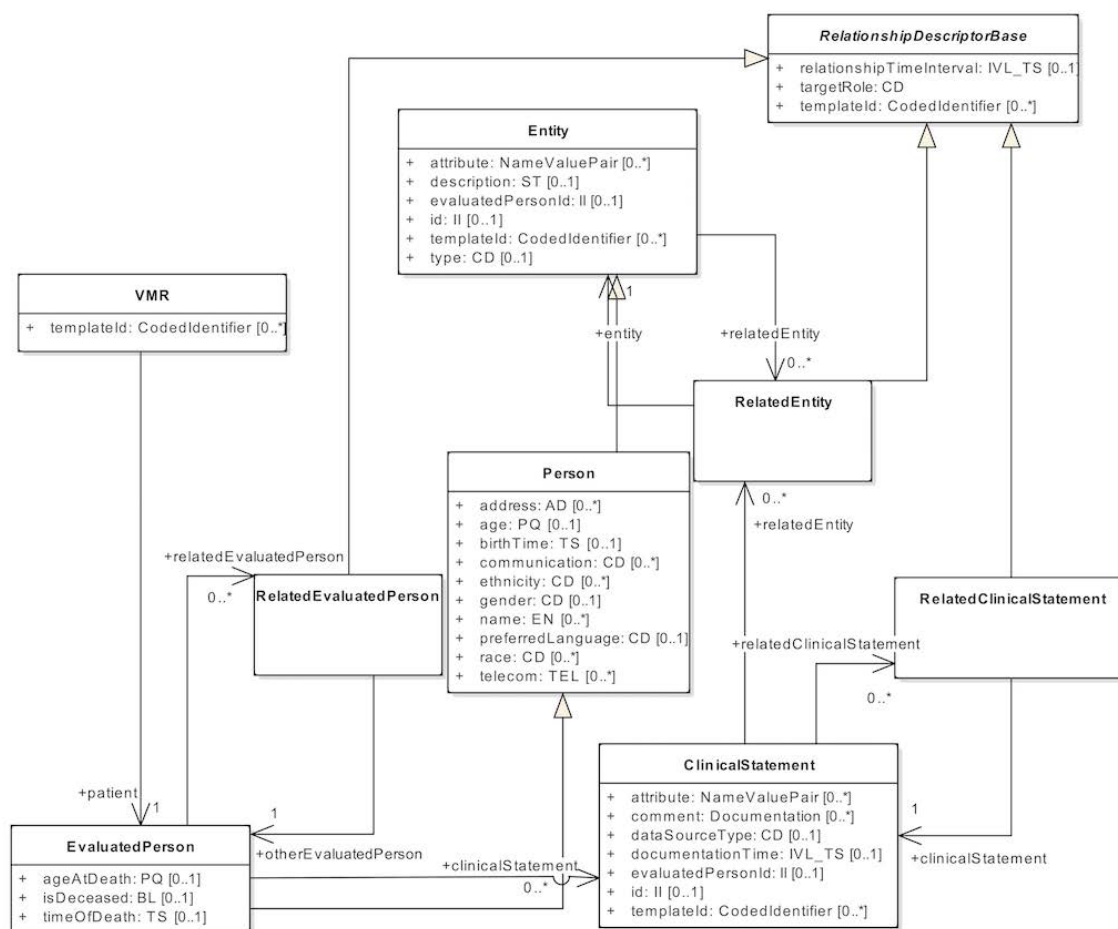 RelationshipDescriptorBase
+ relationshipTimeInterval: IVL_TS [0..1]
+ targetRole: CD
+ templateId: CodedIdentifier [0..*]
Entity
+ attribute: NameValuePair [0..*]
+ description: ST [0..1]
+ evaluatedPersonId: II [0..1]
+ id: II [0..1]
+ templateId: CodedIdentifier [0..*]
+ type: CD [0..1]
VMR
+ templateId: CodedIdentifier [0..*]
1
+entity
+relatedEntity
0..*
RelatedEntity
Person
+ address: AD [0..*]
+ age: PQ [0..1]
+ birthTime: TS [0..1]
+ communication: CD [0..*]
+ ethnicity: CD [0..*]
+ gender: CD [0..1]
+ name: EN [0..*]
+ preferredLanguage: CD [0..1]
+ race: CD [0..*]
+ telecom: TEL [0..*]
0..*
+relatedEntity
+relatedEvaluatedPerson
0..*
RelatedEvaluatedPerson
RelatedClinicalStatement
+relatedClinicalStatement
0..*
ClinicalStatement
+ attribute: NameValuePair [0..*]
+ comment: Documentation [0..*]
+ dataSourceType: CD [0..1]
+ documentationTime: IVL_TS [0..1]
+ evaluatedPersonId: II [0..1]
+ id: II [0..1]
+ templateId: CodedIdentifier [0..*]
+patient
1
1
+otherEvaluatedPerson
1
+clinicalStatement
+clinicalStatement
0..*
EvaluatedPerson
+ ageAtDeath: PQ [0..1]
+ isDeceased: BL [0..1]
+ timeOfDeath: TS [0..1]